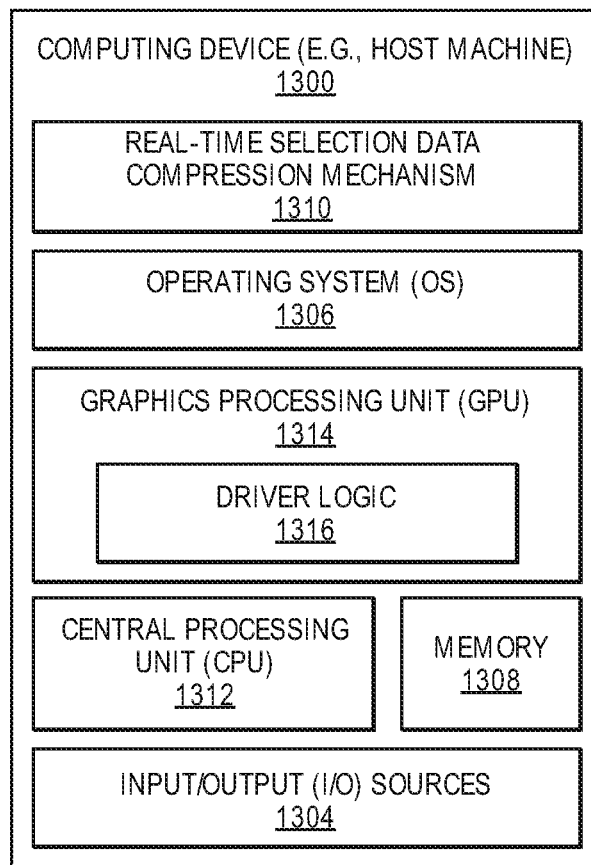 COMPUTING DEVICE (E.G., HOST MACHINE)
1300
REAL-TIME SELECTION DATA
COMPRESSION MECHANISM
1310
OPERATING SYSTEM (OS)
1306
GRAPHICS PROCESSING UNIT (GPU)
1314
DRIVER LOGIC
1316
CENTRAL PROCESSING
UNIT (CPU)
1312
MEMORY
1308
INPUT/OUTPUT (I/O) SOURCES
1304